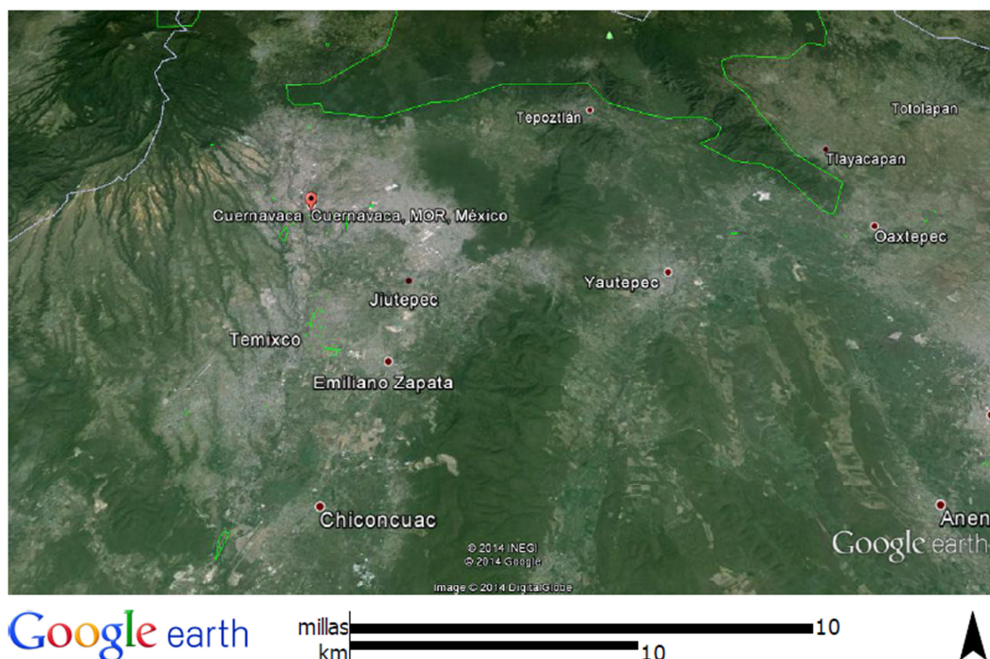 Tepoztlán
Totolapan
Tlayacapan
Cuernavaca Cuernavaca, MOR, México
Oaxtepec
Yautepec
Jiutepec
Temixco
Emiliano Zapata
Chiconcuac
Anen
© 2014 INEGI
© 2014 Google
Image © 2014 DigitalGlobe
Google earth
Google earth
millas 10
km 10